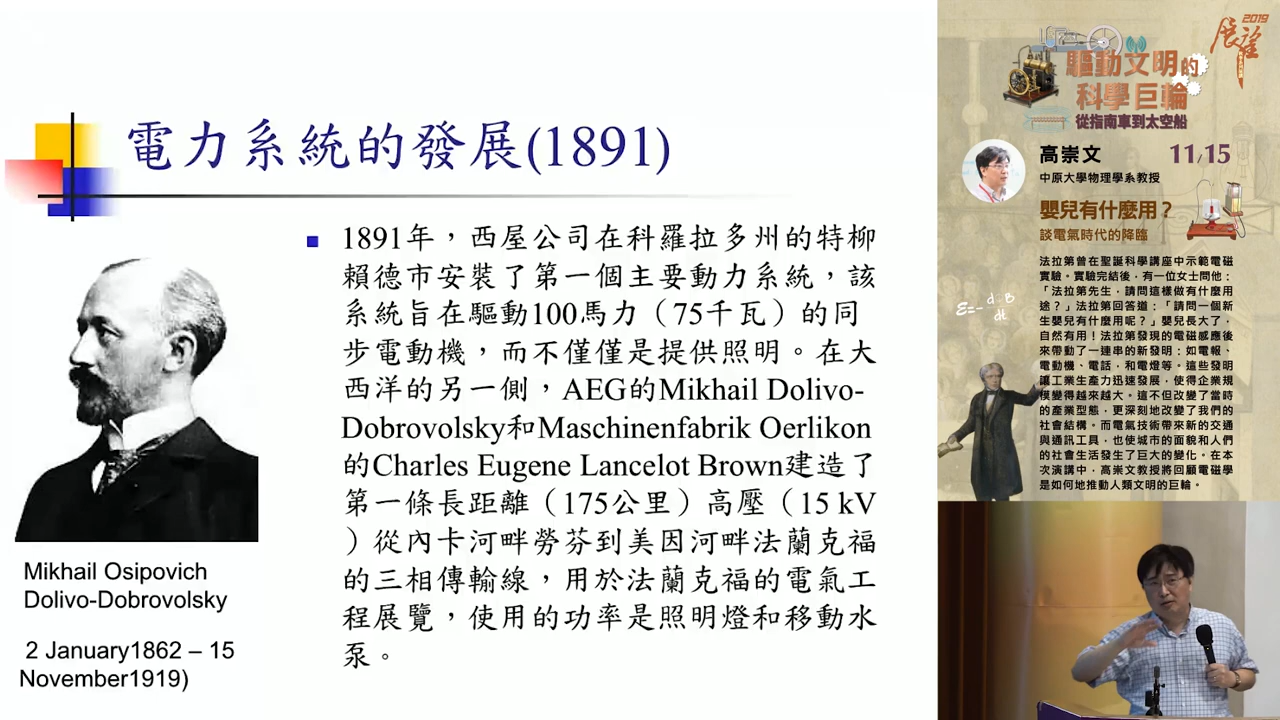 電力系統的發展(1891)
1891年，西屋公司在科羅拉多州的特柳
賴德市安裝了第一個主要動力系統，該
系統旨在驅動100馬力（75千瓦）的同
步電動機，而不僅僅是提供照明。在大
西洋的另一側，AEG的Mikhail Dolivo-
Dobrovolsky和Maschinenfabrik Oerlikon
的Charles Eugene Lancelot Brown建造了
第一條長距離（175公里）高壓（15 kV
）從內卡河畔勞芬到美因河畔法蘭克福
的三相傳輸線，用於法蘭克福的電氣工
程展覽，使用的功率是照明燈和移動水
泵。
Mikhail Osipovich
Dolivo-Dobrovolsky
2 January1862 – 15
November1919)
2019
展望
驅動文明的
科學巨輪
從指南車到太空船
高崇文 11/15
中原大學物理學系教授
嬰兒有什麼用？
談電氣時代的降臨
法拉第曾在聖誕科學講座中示範電磁
實驗。實驗完結後，有一位女士問他：
「法拉第先生，請問這樣做有什麼用
途？」法拉第回答道：「請問一個新
生嬰兒有什麼用呢？」嬰兒長大了，
自然有用！法拉第發現的電磁感應後
來帶動了一連串的新發明：如電報、
電動機、電話，和電燈等。這些發明
讓工業生產力迅速發展，使得企業規
模變得越來越大。這不但改變了當時
的產業型態，更深刻地改變了我們的
社會結構。而電氣技術帶來新的交通
與通訊工具，也使城市的面貌和人們
的社會生活發生了巨大的變化。在本
次演講中，高崇文教授將回顧電磁學
是如何地推動人類文明的巨輪。